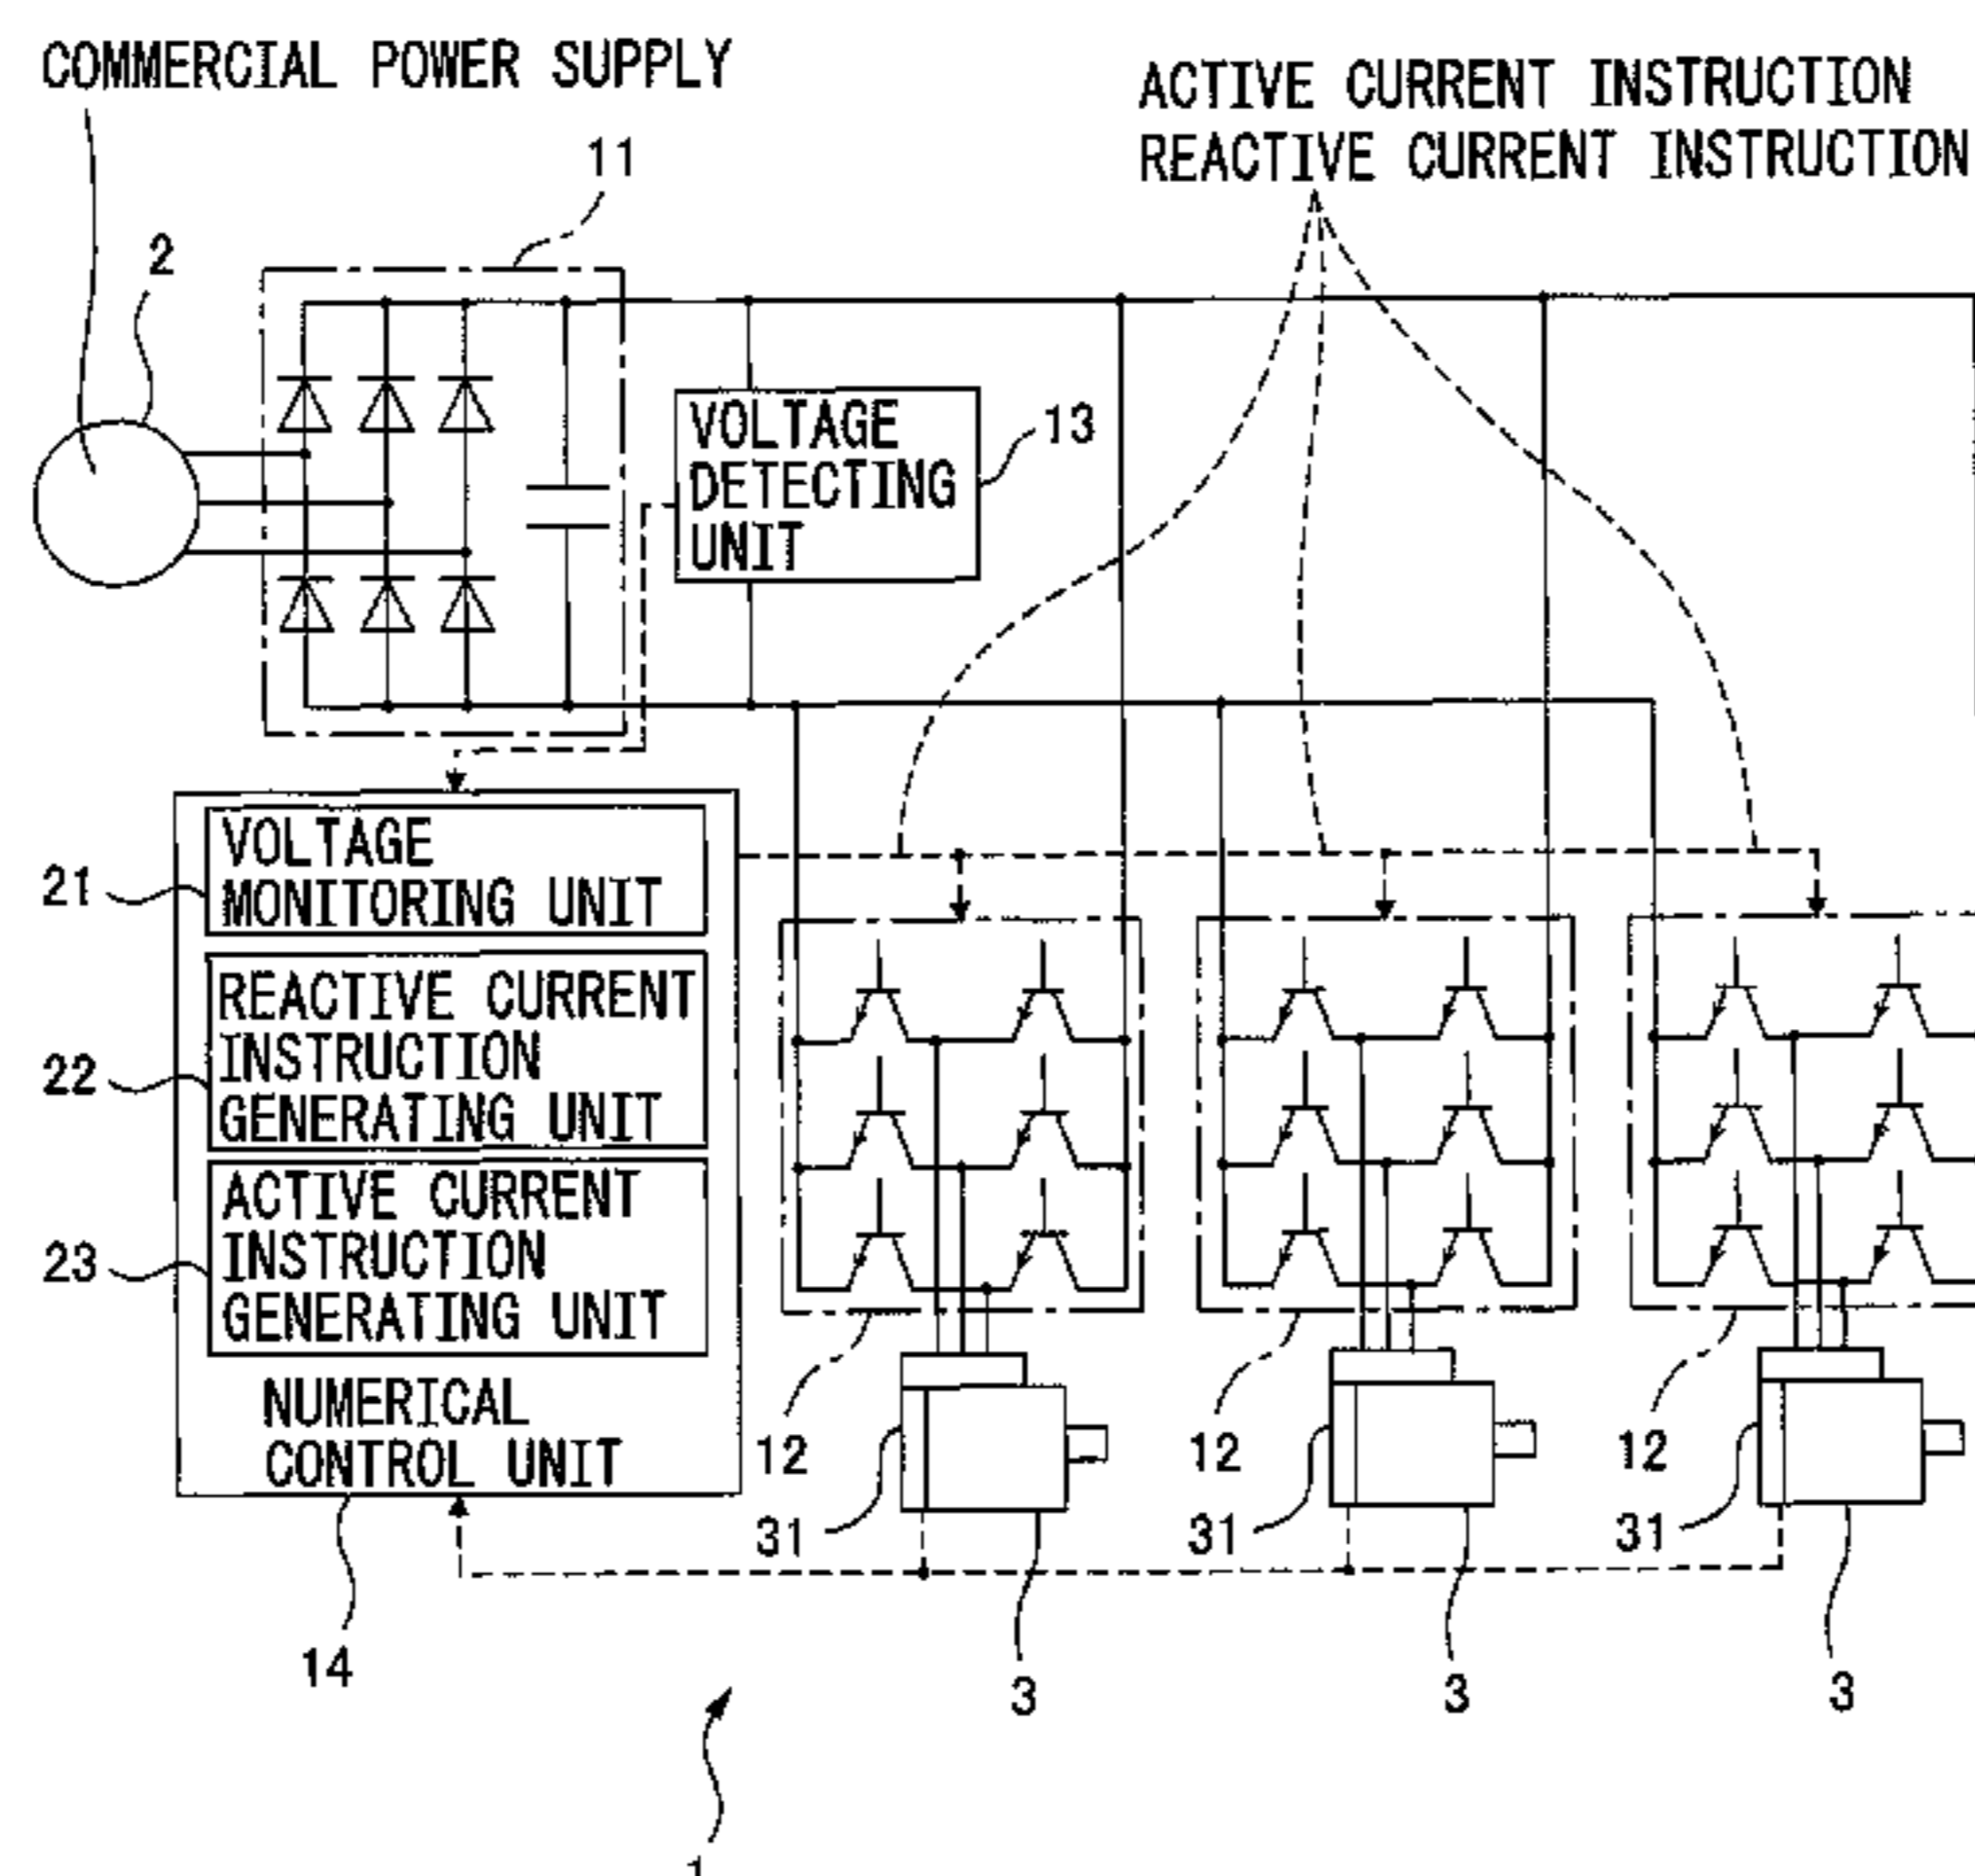 COMMERCIAL POWER SUPPLY
ACTIVE CURRENT INSTRUCTION
REACTIVE CURRENT INSTRUCTION
11
2
VOLTAGE
DETECTING
UNIT
13
VOLTAGE
MONITORING UNIT
21
REACTIVE CURRENT
INSTRUCTION
GENERATING UNIT
22
ACTIVE CURRENT
INSTRUCTION
GENERATING UNIT
23
NUMERICAL
CONTROL UNIT
12
12
12
31
31
31
14
3
3
3
1